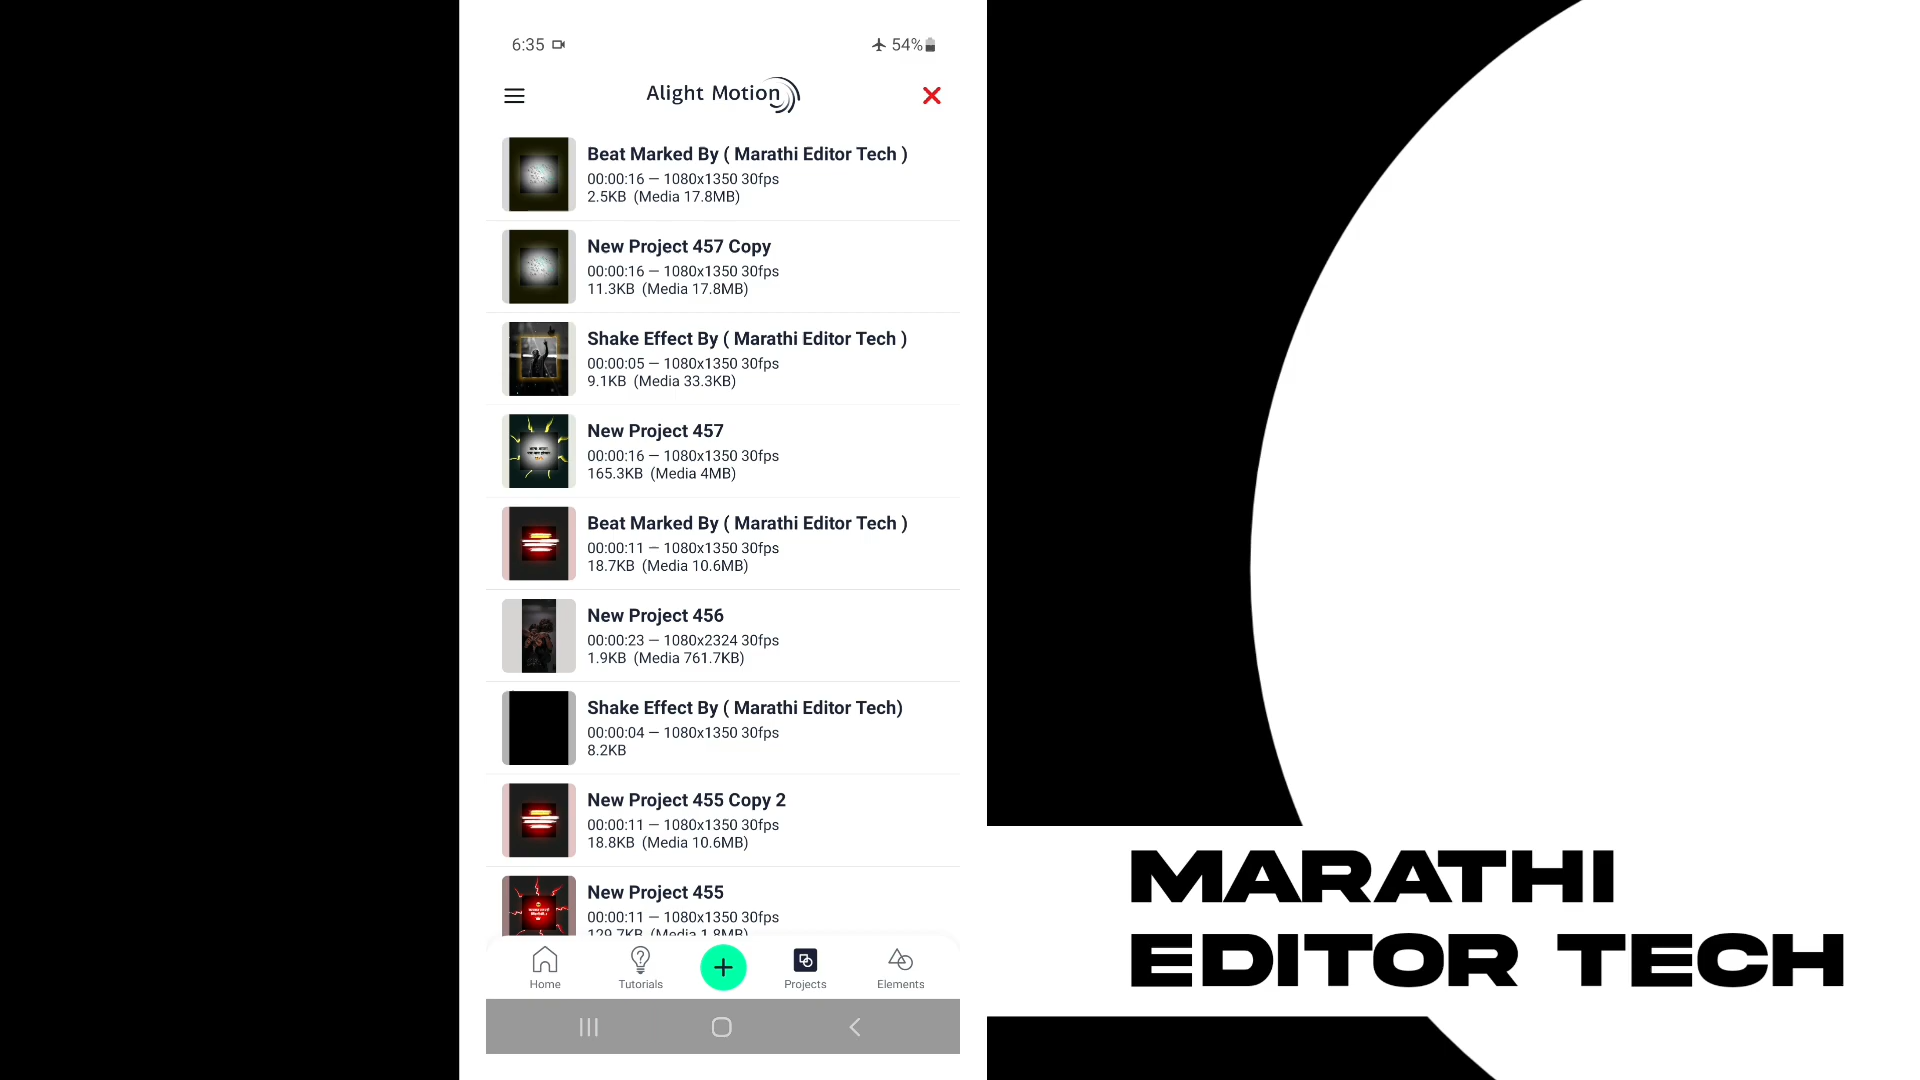 6:35
54%
Alight Motion
Beat Marked By ( Marathi Editor Tech )
00:00:16 — 1080x1350 30fps
2.5KB (Media 17.8MB)
New Project 457 Copy
00:00:16 — 1080x1350 30fps
11.3KB (Media 17.8MB)
Shake Effect By ( Marathi Editor Tech )
00:00:05 — 1080x1350 30fps
9.1KB (Media 33.3KB)
New Project 457
00:00:16 — 1080x1350 30fps
165.3KB (Media 4MB)
Beat Marked By ( Marathi Editor Tech )
00:00:11 — 1080x1350 30fps
18.7KB (Media 10.6MB)
New Project 456
00:00:23 — 1080x2324 30fps
1.9KB (Media 761.7KB)
Shake Effect By ( Marathi Editor Tech)
00:00:04 — 1080x1350 30fps
8.2KB
New Project 455 Copy 2
00:00:11 — 1080x1350 30fps
18.8KB (Media 10.6MB)
New Project 455
00:00:11 — 1080x1350 30fps
129.7KB (Media 1.8MB)
Home
Tutorials
Projects
Elements
MARATHI
EDITOR TECH